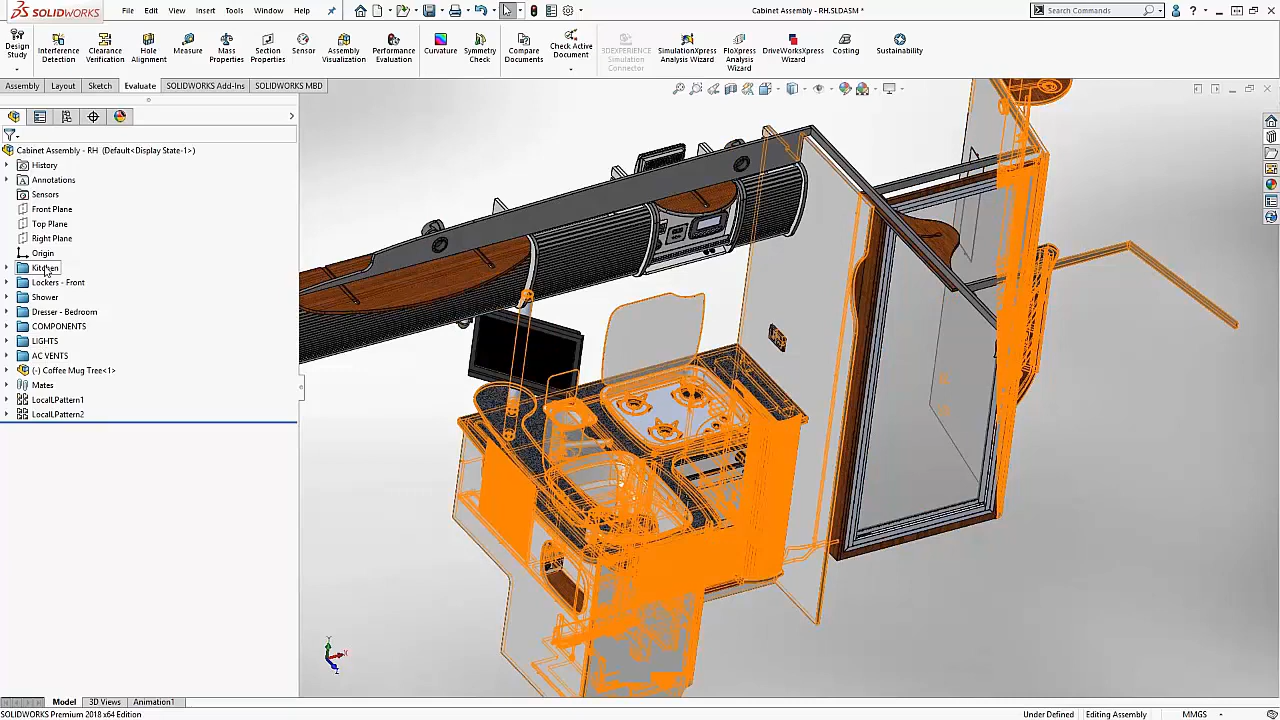 SOLIDWORKS File Edit View Insert Tools Window Help Cabinet Assembly - RH.SLDASM * Search Commands
Design Study
Interference Detection
Clearance Verification
Hole Alignment
Measure
Mass Properties
Section Properties
Sensor
Assembly Visualization
Performance Evaluation
Curvature
Symmetry Check
Compare Documents
Check Active Document
3DEXPERIENCE Simulation Connector
SimulationXpress Analysis Wizard
FloXpress Analysis Wizard
DriveWorksXpress Wizard
Costing
Sustainability
Assembly Layout Sketch Evaluate SOLIDWORKS Add-Ins SOLIDWORKS MBD
Cabinet Assembly - RH (Default<Display State-1>)
History
Annotations
Sensors
Front Plane
Top Plane
Right Plane
Origin
Kitchen
Lockers - Front
Shower
Dresser - Bedroom
COMPONENTS
LIGHTS
AC VENTS
(-) Coffee Mug Tree<1>
Mates
LocalLPattern1
LocalLPattern2
Model 3D Views Animation1
SOLIDWORKS Premium 2018 x64 Edition Under Defined Editing Assembly MMGS